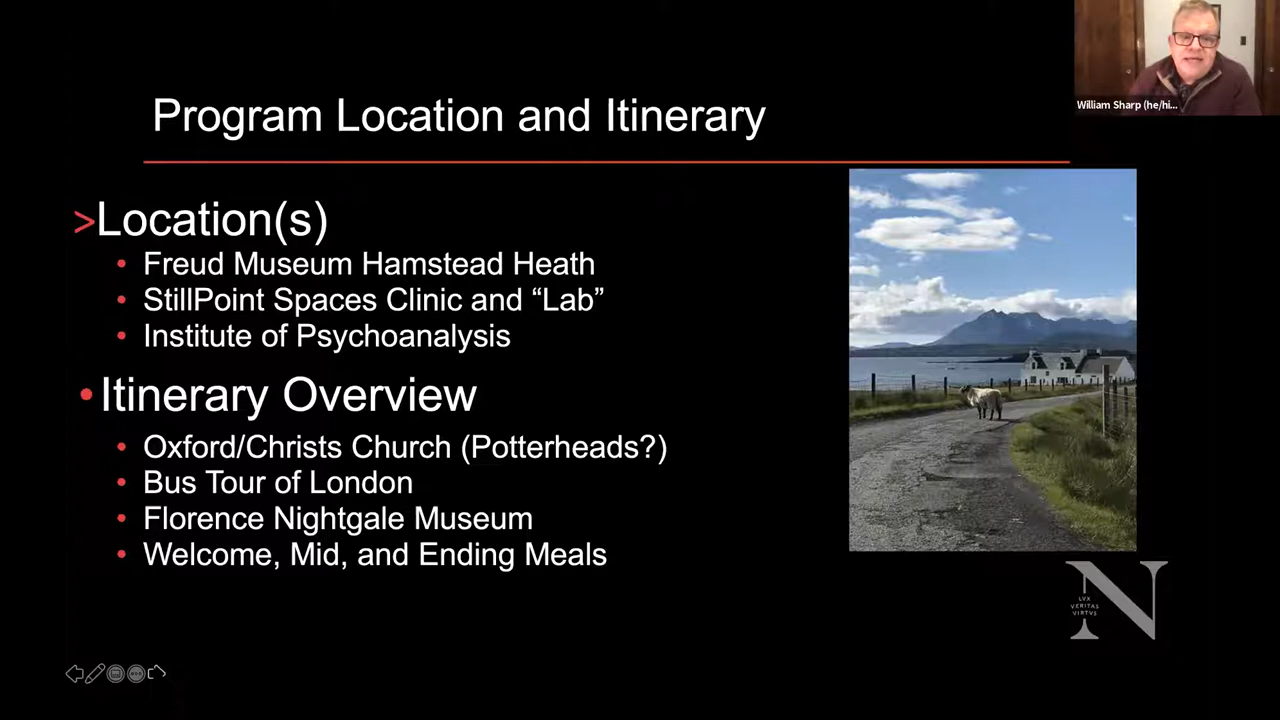 Program Location and Itinerary
William Sharp (he/hi...
>Location(s)
• Freud Museum Hamstead Heath
• StillPoint Spaces Clinic and “Lab”
• Institute of Psychoanalysis
• Itinerary Overview
• Oxford/Christs Church (Potterheads?)
• Bus Tour of London
• Florence Nightgale Museum
• Welcome, Mid, and Ending Meals
N
LVX
VERITAS
VIRTVS